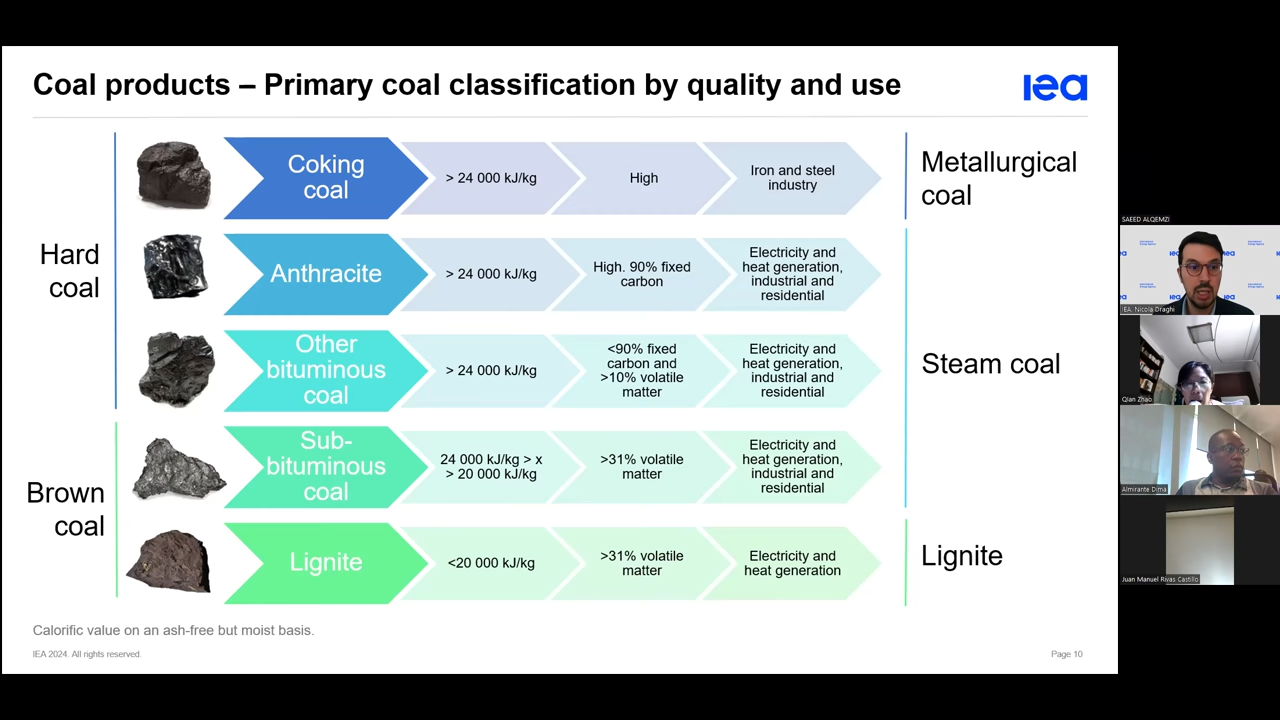 Coal products – Primary coal classification by quality and use
iea
Hard
coal
Coking
coal
> 24 000 kJ/kg
High
Iron and steel
industry
Metallurgical
coal
Anthracite
> 24 000 kJ/kg
High. 90% fixed
carbon
Electricity and
heat generation,
industrial and
residential
Other
bituminous
coal
> 24 000 kJ/kg
<90% fixed
carbon and
>10% volatile
matter
Electricity and
heat generation,
industrial and
residential
Steam coal
Brown
coal
Sub-
bituminous
coal
24 000 kJ/kg > x
> 20 000 kJ/kg
>31% volatile
matter
Electricity and
heat generation,
industrial and
residential
Lignite
<20 000 kJ/kg
>31% volatile
matter
Electricity and
heat generation
Lignite
Calorific value on an ash-free but moist basis.
IEA 2024. All rights reserved.
Page 10
SAEED ALQEMZI
IEA. Nicola Draghi
Qian Zhao
Almirante Dima
Juan Manuel Rivas Castillo